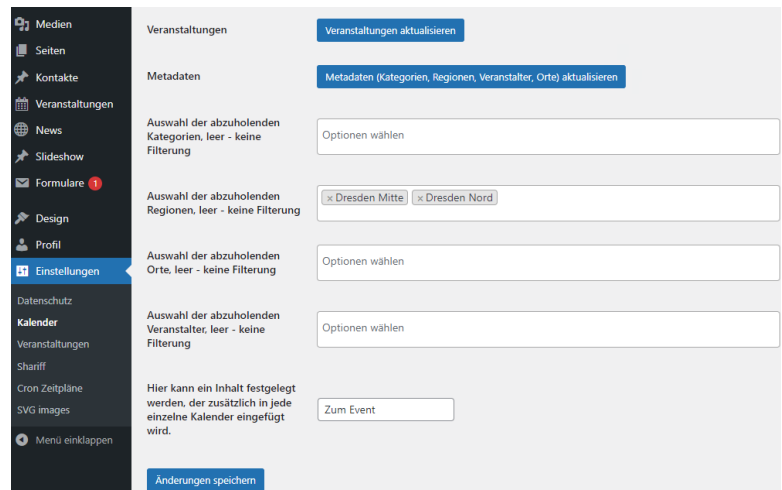 Medien
Seiten
Kontakte
Veranstaltungen
News
Slideshow
Formulare 1
Design
Profil
Einstellungen
Datenschutz
Kalender
Veranstaltungen
Shariff
Cron Zeitpläne
SVG images
Menü einklappen
Veranstaltungen
Veranstaltungen aktualisieren
Metadaten
Metadaten (Kategorien, Regionen, Veranstalter, Orte) aktualisieren
Auswahl der abzuholenden
Kategorien, leer - keine
Filterung
Optionen wählen
Auswahl der abzuholenden
Regionen, leer - keine Filterung
× Dresden Mitte × Dresden Nord
Auswahl der abzuholenden
Orte, leer - keine Filterung
Optionen wählen
Auswahl der abzuholenden
Veranstalter, leer - keine
Filterung
Optionen wählen
Hier kann ein Inhalt festgelegt
werden, der zusätzlich in jede
einzelne Kalender eingefügt
wird.
Zum Event
Änderungen speichern